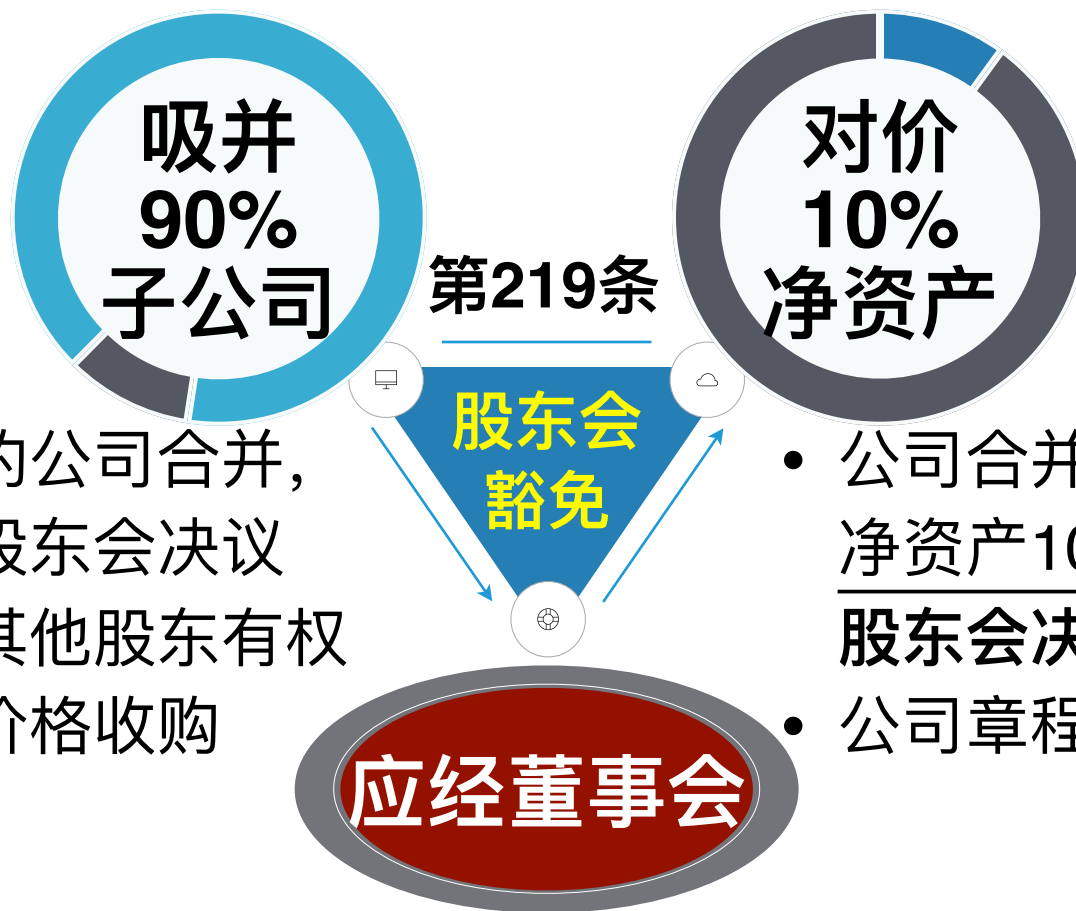 吸并
90%
子公司
对价
10%
净资产
第219条
股东会
豁免
的公司合并，
股东会决议
其他股东有权
价格收购
• 公司合并
净资产10
股东会决
• 公司章程
应经董事会